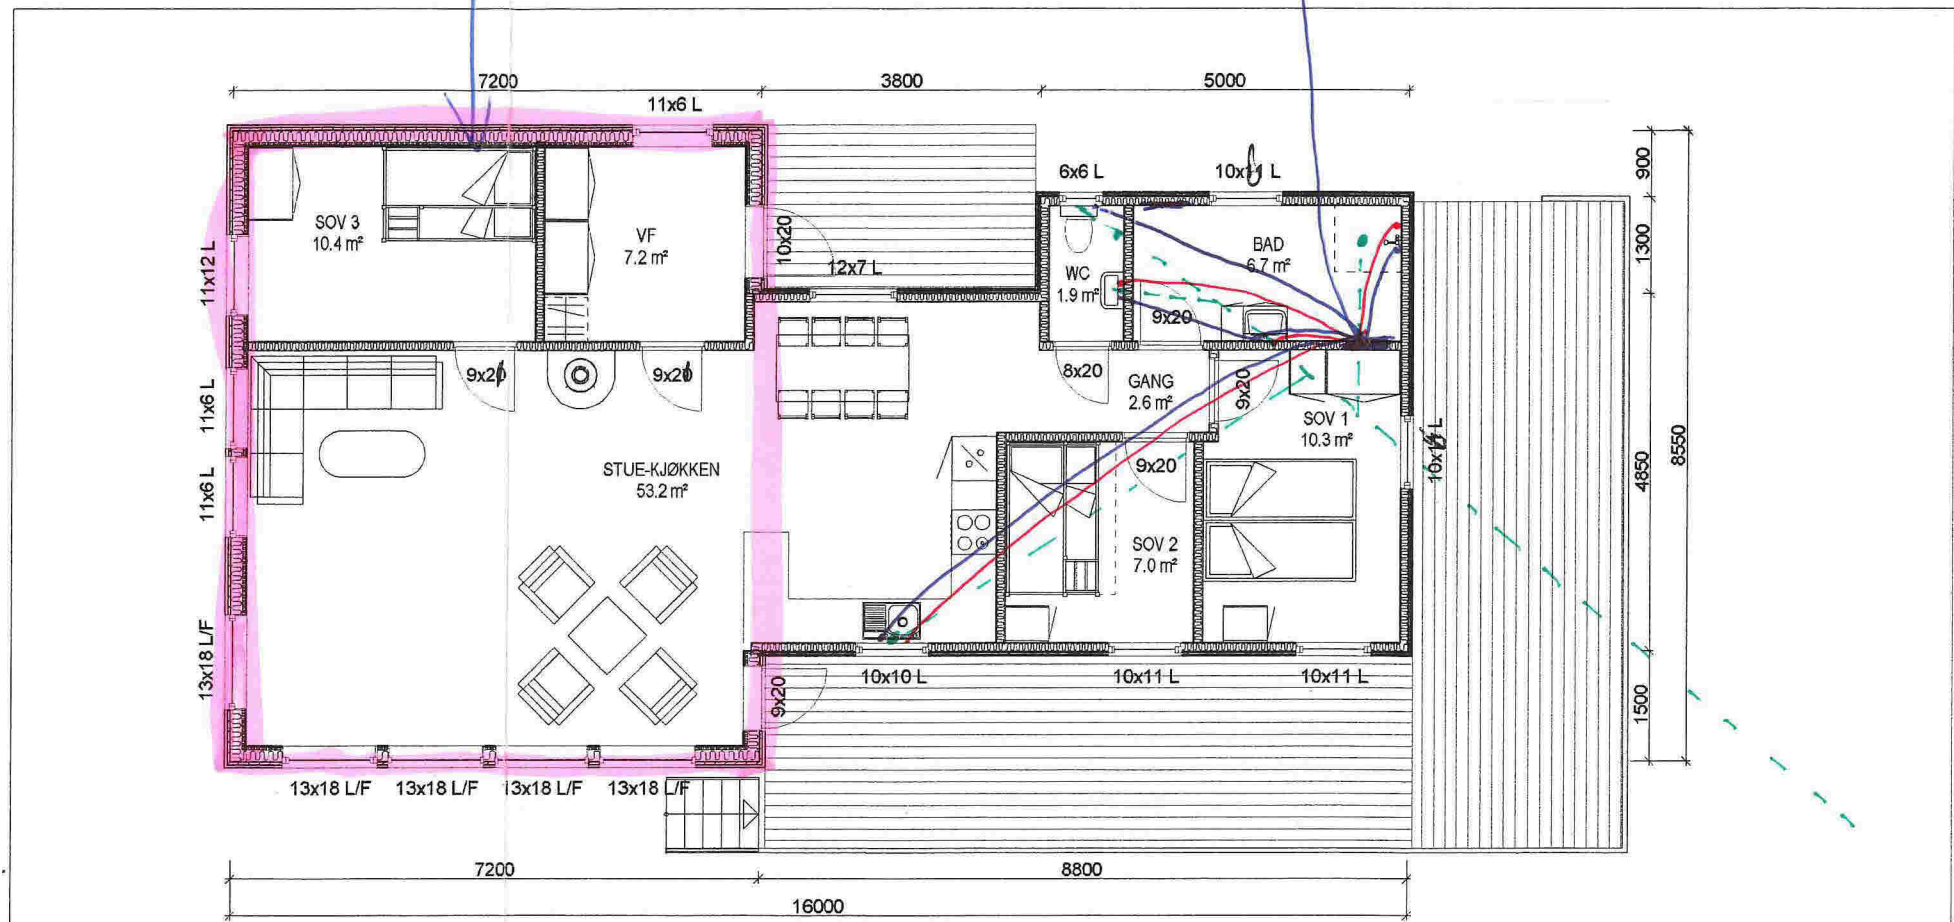 7200
3800
5000
11x6 L
6x6 L
10x11 L
900
SOV 3
10.4 m²
VF
7.2 m²
10x20
BAD
6.7 m²
1300
11x12 L
12x7 L
WC
1.9 m²
9x20
9x20
9x20
8x20
GANG
2.6 m²
9x20
11x6 L
SOV 1
10.3 m²
8550
STUE-KJØKKEN
53.2 m²
9x20
4850
11x6 L
SOV 2
7.0 m²
13x18 L/F
10x10 L
10x11 L
10x11 L
9x20
1500
13x18 L/F
13x18 L/F
13x18 L/F
13x18 L/F
7200
8800
16000